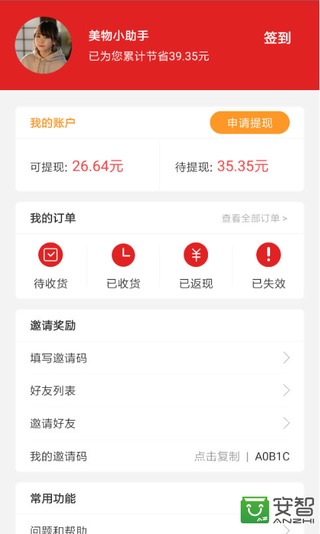 美物小助手
签到
已为您累计节省39.35元
我的账户
申请提现
可提现: 26.64元
待提现: 35.35元
我的订单
查看全部订单 >
待收货
已收货
已返现
已失效
邀请奖励
填写邀请码
好友列表
邀请好友
我的邀请码
点击复制 | A0B1C
常用功能
问题和帮助
安智
ANZHI
AZ